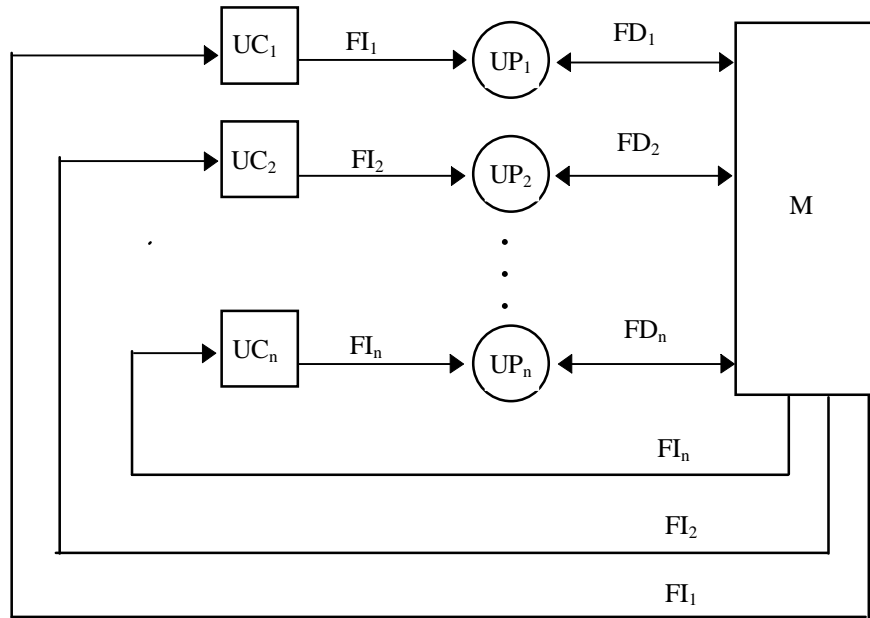 UC₁ FI₁ UP₁ FD₁
UC₂ FI₂ UP₂ FD₂
M
UCₙ FIₙ UPₙ FDₙ
FIₙ
FI₂
FI₁